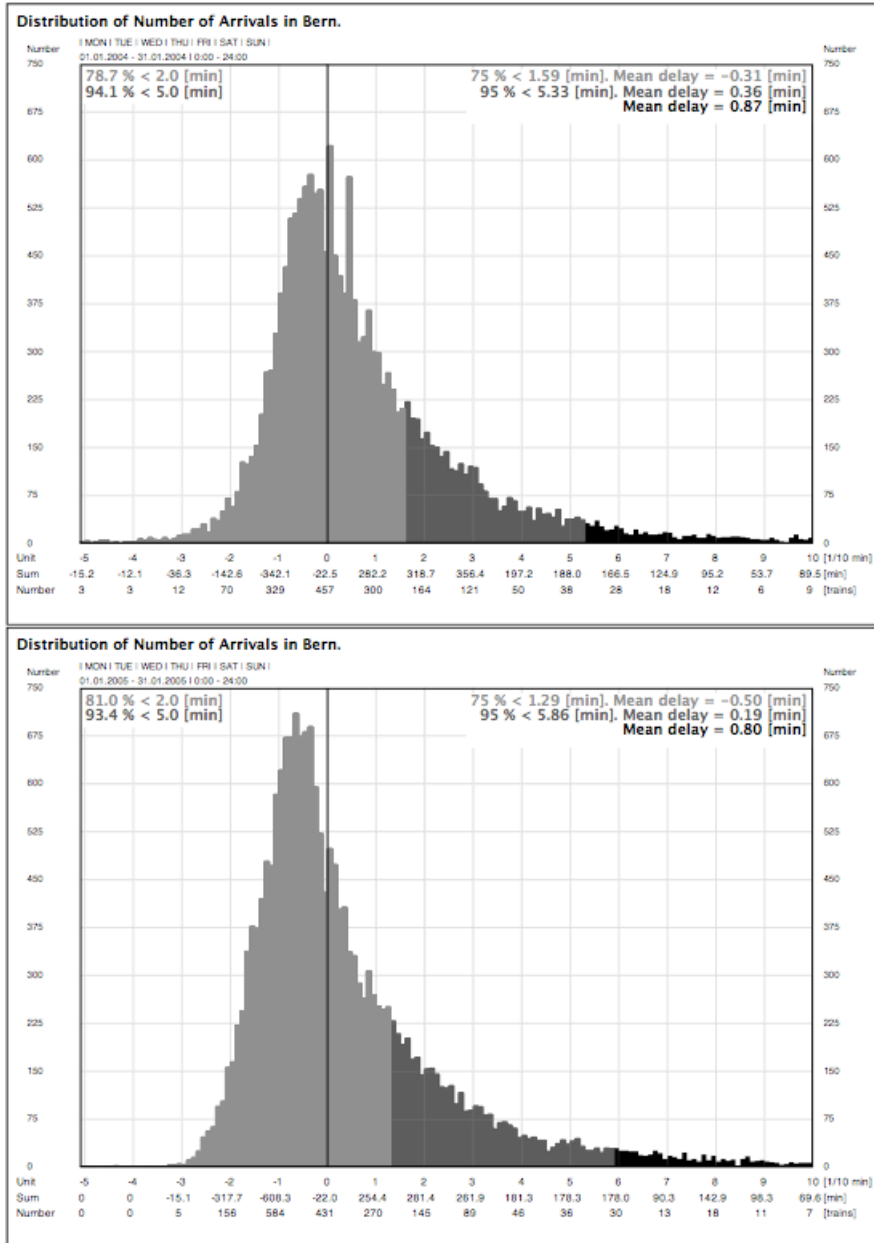 Distribution of Number of Arrivals in Bern.
Number | MON | TUE | WED | THU | FRI | SAT | SUN | Number
01.01.2004 - 31.01.2004 | 0:00 - 24:00
750 78.7 % < 2.0 [min] 75 % < 1.59 [min]. Mean delay = -0.31 [min] 750
94.1 % < 5.0 [min] 95 % < 5.33 [min]. Mean delay = 0.36 [min]
Mean delay = 0.87 [min]
675 675
600 600
525 525
450 450
375 375
300 300
225 225
150 150
75 75
0 0
Unit -5 -4 -3 -2 -1 0 1 2 3 4 5 6 7 8 9 10 [1/10 min]
Sum -15.2 -12.1 -36.3 -142.6 -342.1 -22.5 282.2 318.7 356.4 197.2 188.0 166.5 124.9 95.2 53.7 89.5 [min]
Number 3 3 12 70 329 457 300 164 121 50 38 28 18 12 6 9 [trains]
Distribution of Number of Arrivals in Bern.
Number | MON | TUE | WED | THU | FRI | SAT | SUN | Number
01.01.2005 - 31.01.2005 | 0:00 - 24:00
750 81.0 % < 2.0 [min] 75 % < 1.29 [min]. Mean delay = -0.50 [min] 750
93.4 % < 5.0 [min] 95 % < 5.86 [min]. Mean delay = 0.19 [min]
Mean delay = 0.80 [min]
675 675
600 600
525 525
450 450
375 375
300 300
225 225
150 150
75 75
0 0
Unit -5 -4 -3 -2 -1 0 1 2 3 4 5 6 7 8 9 10 [1/10 min]
Sum 0 0 -15.1 -317.7 -608.3 -22.0 254.4 281.4 261.9 181.3 178.3 178.0 90.3 142.9 98.3 69.6 [min]
Number 0 0 5 156 584 431 270 145 89 46 36 30 13 18 11 7 [trains]